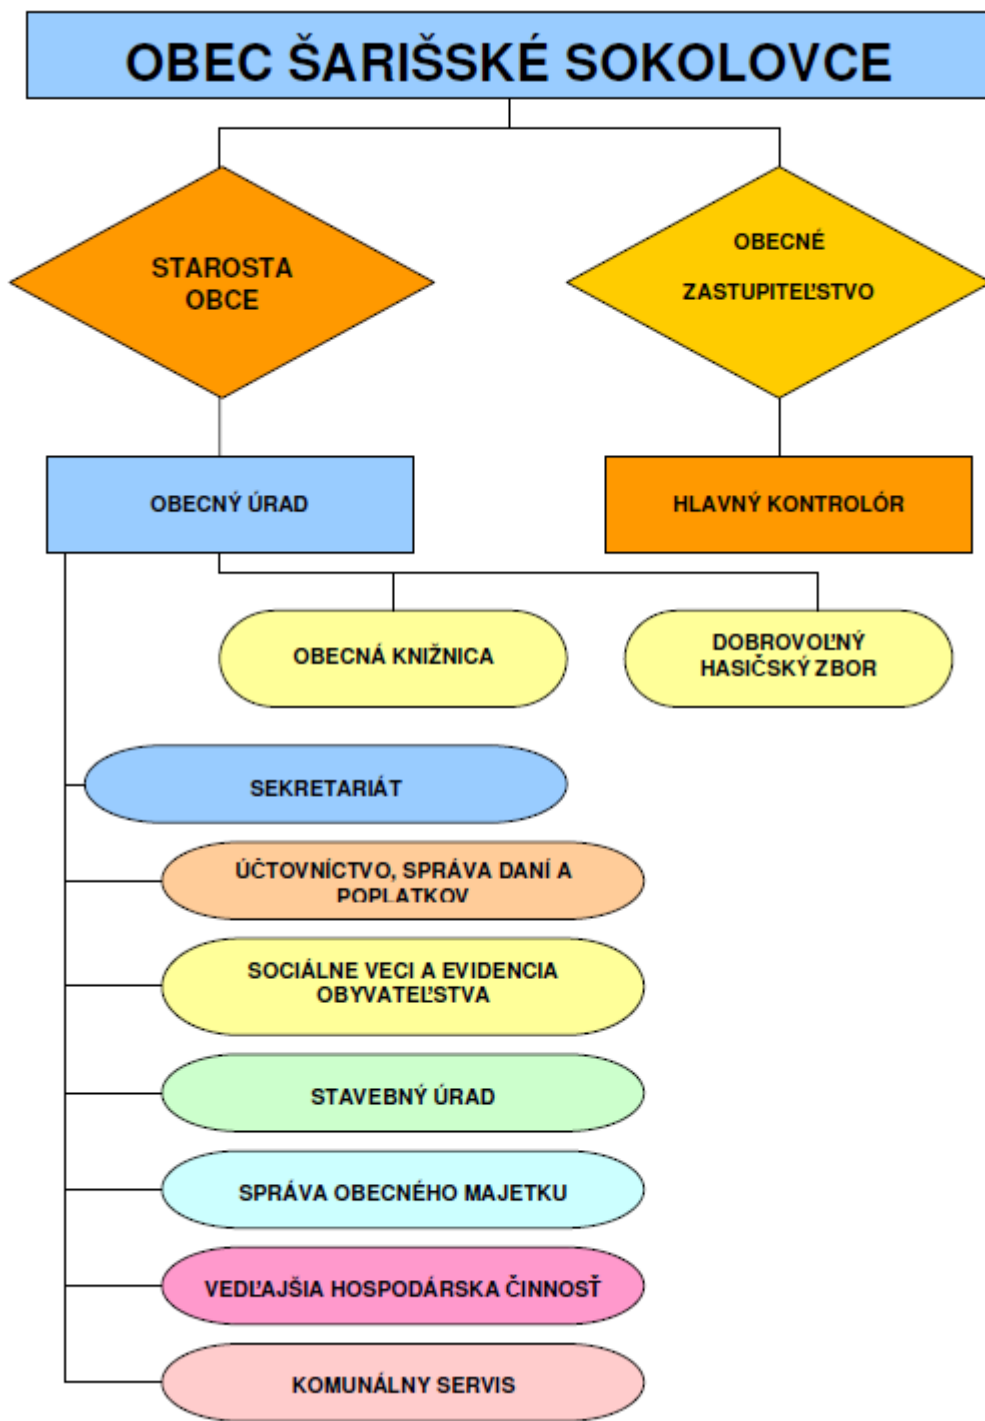 OBEC ŠARIŠSKÉ SOKOLOVCE
STAROSTA
OBCE
OBECNÉ
ZASTUPITEĽSTVO
OBECNÝ ÚRAD
HLAVNÝ KONTROLÓR
OBECNÁ KNIŽNICA
DOBROVOĽNÝ
HASIČSKÝ ZBOR
SEKRETARIÁT
ÚČTOVNÍCTVO, SPRÁVA DANÍ A
POPLATKOV
SOCIÁLNE VECI A EVIDENCIA
OBYVATEĽSTVA
STAVEBNÝ ÚRAD
SPRÁVA OBECNÉHO MAJETKU
VEDĽAJŠIA HOSPODÁRSKA ČINNOSŤ
KOMUNÁLNY SERVIS